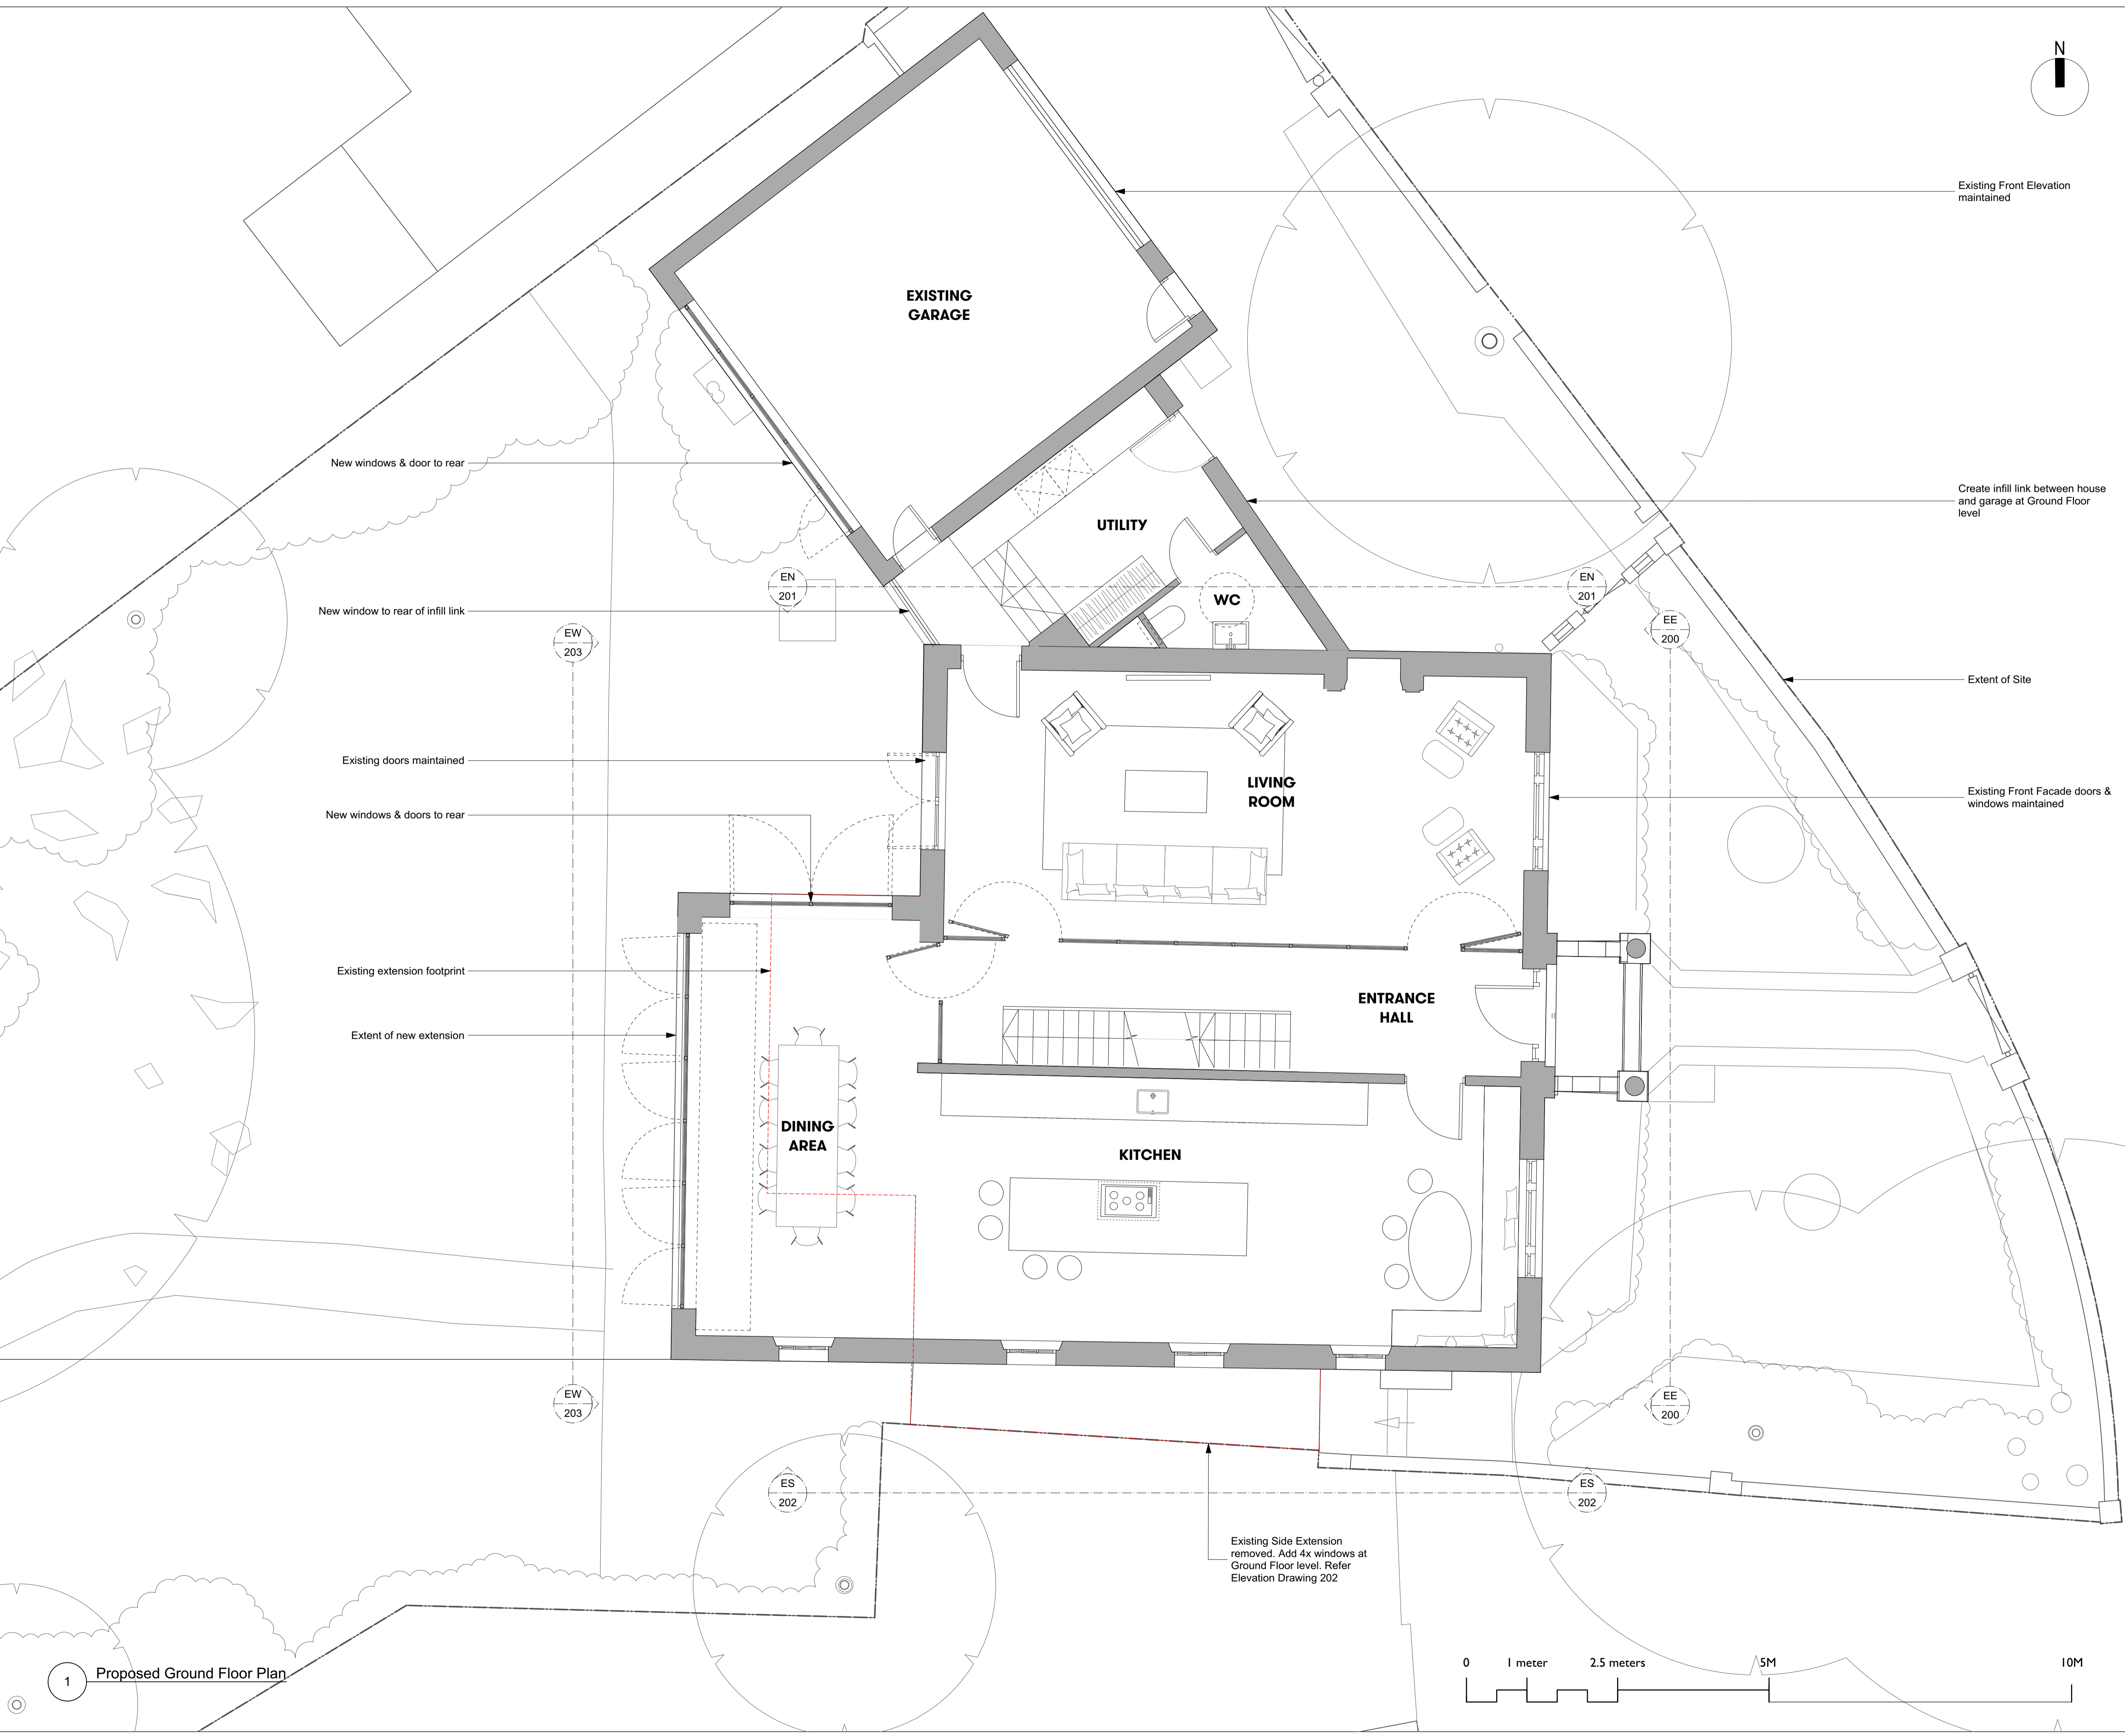 N
Existing Front Elevation
maintained
EXISTING
GARAGE
New windows & door to rear
Create infill link between house
and garage at Ground Floor
level
UTILITY
EN
201
EN
201
WC
New window to rear of infill link
EW
203
EE
200
Extent of Site
Existing doors maintained
LIVING
ROOM
Existing Front Facade doors &
windows maintained
New windows & doors to rear
Existing extension footprint
ENTRANCE
HALL
Extent of new extension
DINING
AREA
KITCHEN
EW
203
EE
200
ES
202
ES
202
Existing Side Extension
removed. Add 4x windows at
Ground Floor level. Refer
Elevation Drawing 202
1
Proposed Ground Floor Plan
0
1 meter
2.5 meters
5M
10M